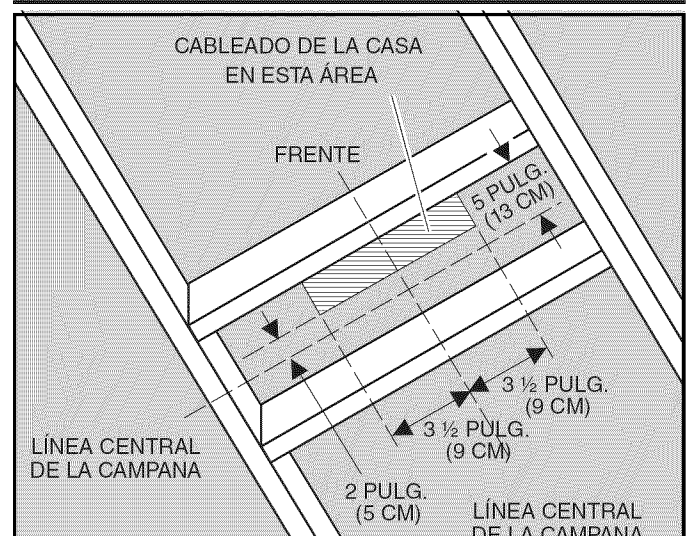 CABLEADO DE LA CASA
EN ESTA ÁREA
FRENTE
5 PULG.
(13 CM)
3 ½ PULG.
(9 CM)
3 ½ PULG.
(9 CM)
LÍNEA CENTRAL
DE LA CAMPANA
2 PULG.
(5 CM)
LÍNEA CENTRAL
DE LA CAMPANA